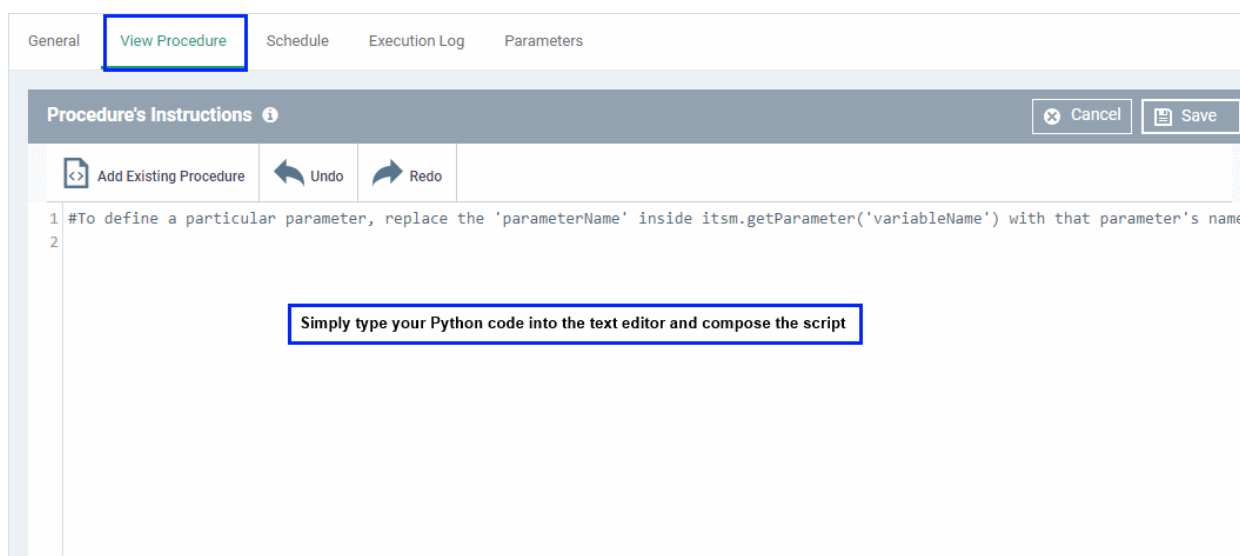 General View Procedure Schedule Execution Log Parameters
Procedure's Instructions
Cancel Save
Add Existing Procedure Undo Redo
1 #To define a particular parameter, replace the 'parameterName' inside itsm.getParameter('variableName') with that parameter's name
2
Simply type your Python code into the text editor and compose the script